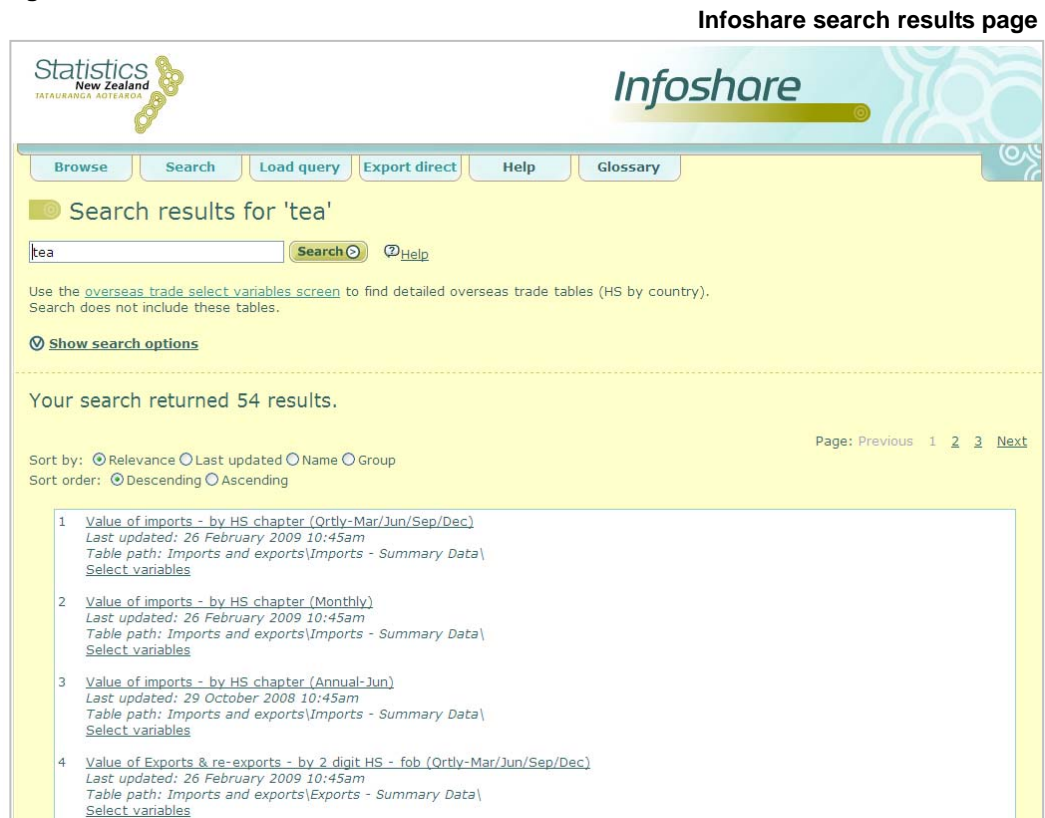 Infoshare search results page
Statistics
New Zealand
TATAURANGA AOTEAROA
Infoshare
Browse Search Load query Export direct Help Glossary
Search results for 'tea'
tea Search Help
Use the overseas trade select variables screen to find detailed overseas trade tables (HS by country).
Search does not include these tables.
Show search options
Your search returned 54 results.
Page: Previous 1 2 3 Next
Sort by: Relevance Last updated Name Group
Sort order: Descending Ascending
1 Value of imports - by HS chapter (Qrtly-Mar/Jun/Sep/Dec)
Last updated: 26 February 2009 10:45am
Table path: Imports and exports\Imports - Summary Data\
Select variables
2 Value of imports - by HS chapter (Monthly)
Last updated: 26 February 2009 10:45am
Table path: Imports and exports\Imports - Summary Data\
Select variables
3 Value of imports - by HS chapter (Annual-Jun)
Last updated: 29 October 2008 10:45am
Table path: Imports and exports\Imports - Summary Data\
Select variables
4 Value of Exports & re-exports - by 2 digit HS - fob (Qrtly-Mar/Jun/Sep/Dec)
Last updated: 26 February 2009 10:45am
Table path: Imports and exports\Exports - Summary Data\
Select variables